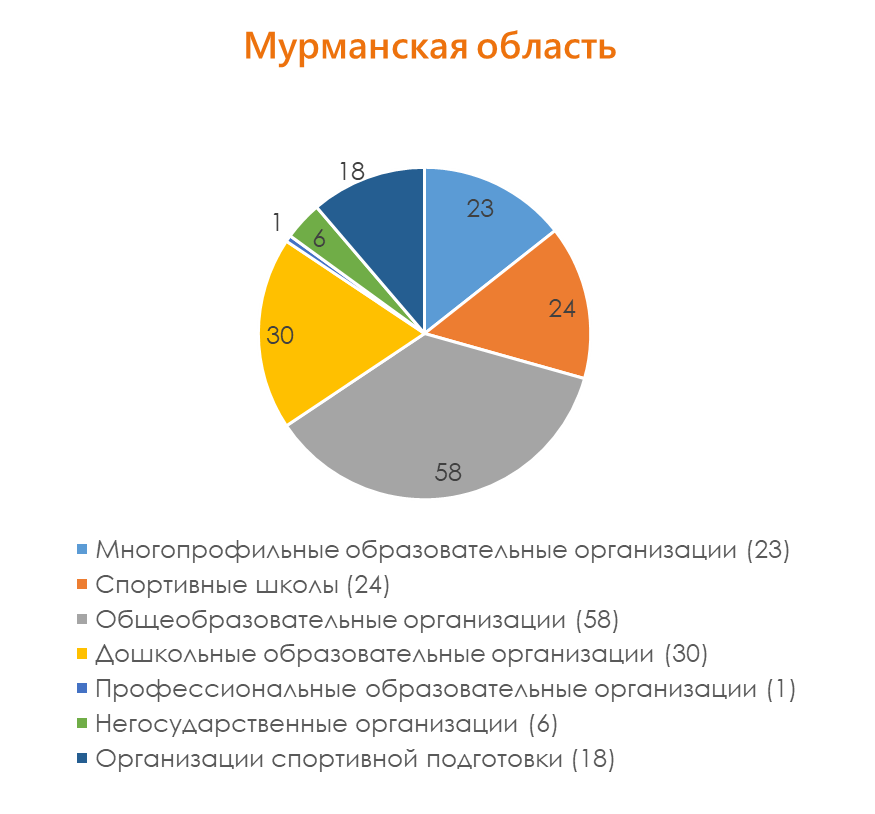 Мурманская область
18
23
1
6
24
30
58
Многопрофильные образовательные организации (23)
Спортивные школы (24)
Общеобразовательные организации (58)
Дошкольные образовательные организации (30)
Профессиональные образовательные организации (1)
Негосударственные организации (6)
Организации спортивной подготовки (18)